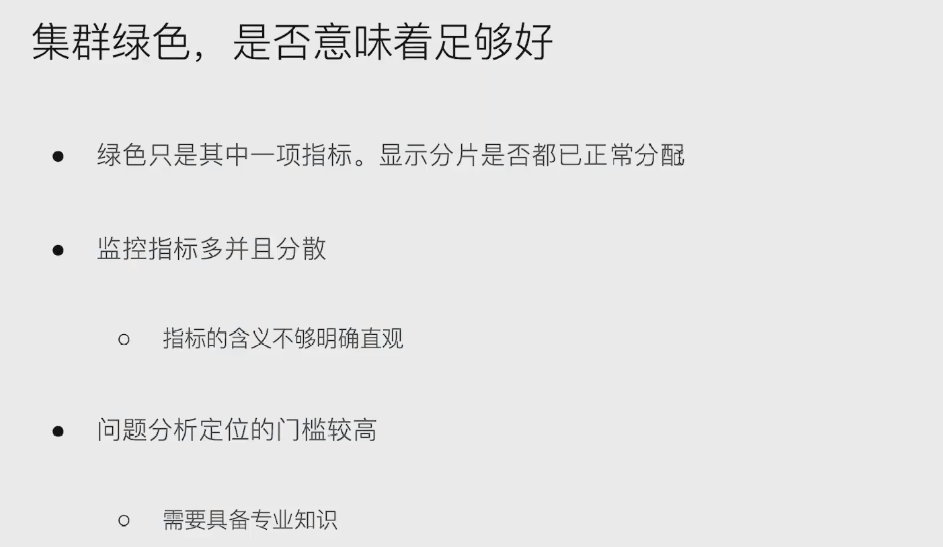 集群绿色，是否意味着足够好
● 绿色只是其中一项指标。显示分片是否都已正常分配
● 监控指标多并且分散
○ 指标的含义不够明确直观
● 问题分析定位的门槛较高
○ 需要具备专业知识